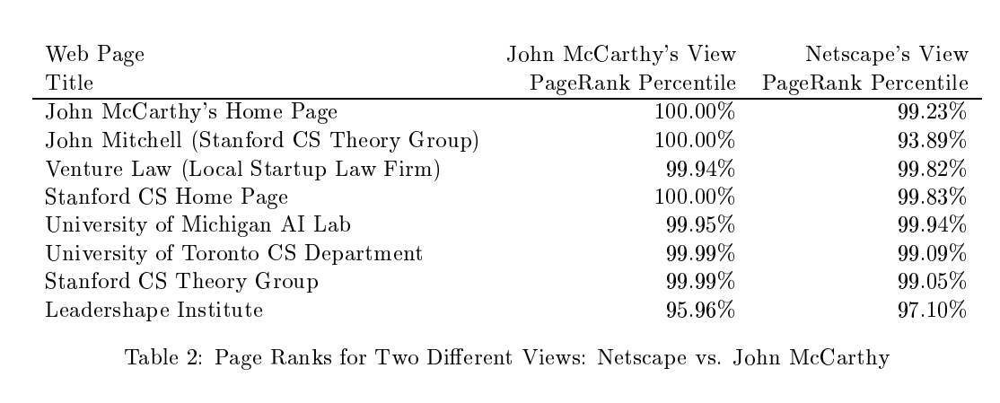 Web Page John McCarthy's View Netscape's View
Title PageRank Percentile PageRank Percentile
John McCarthy's Home Page 100.00% 99.23%
John Mitchell (Stanford CS Theory Group) 100.00% 93.89%
Venture Law (Local Startup Law Firm) 99.94% 99.82%
Stanford CS Home Page 100.00% 99.83%
University of Michigan AI Lab 99.95% 99.94%
University of Toronto CS Department 99.99% 99.09%
Stanford CS Theory Group 99.99% 99.05%
Leadershape Institute 95.96% 97.10%
Table 2: Page Ranks for Two Different Views: Netscape vs. John McCarthy